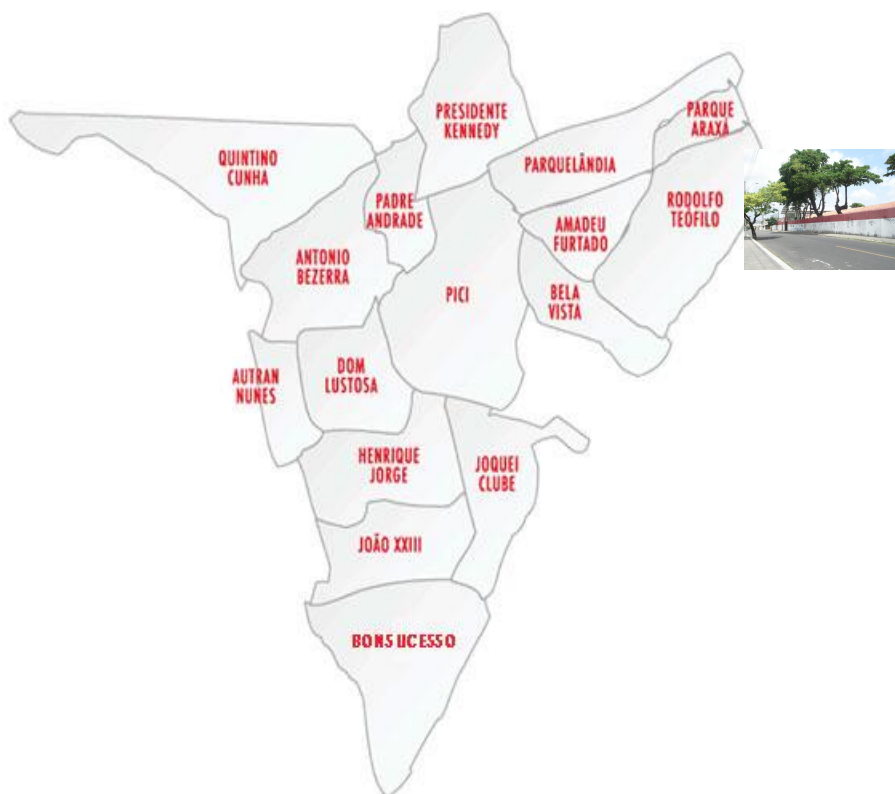 PRESIDENTE
KENNEDY
PARQUE
ARAXÁ
QUINTINO
CUNHA
PARQUELÂNDIA
PADRE
ANDRADE
RODOLFO
TEÓFILO
AMADEU
FURTADO
ANTONIO
BEZERRA
PICI
BELA
VISTA
AUTRAN
NUNES
DOM
LUSTOSA
HENRIQUE
JORGE
JOQUEI
CLUBE
JOÃO XXIII
BONSUCESSO